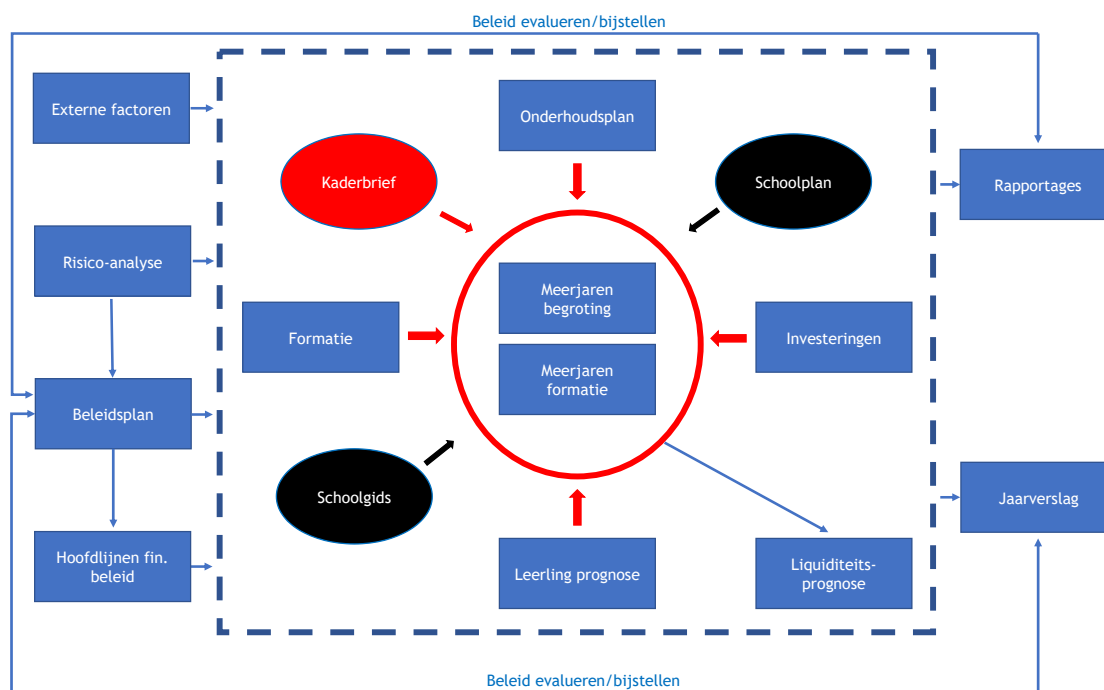 Beleid evalueren/bijstellen
Externe factoren
Onderhoudsplan
Kaderbrief
Schoolplan
Rapportages
Risico-analyse
Meerjaren
begroting
Formatie
Investeringen
Meerjaren
formatie
Beleidsplan
Schoolgids
Jaarverslag
Hoofdlijnen fin.
beleid
Leerling prognose
Liquiditeits-
prognose
Beleid evalueren/bijstellen